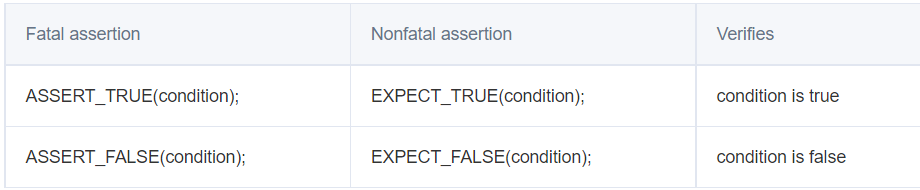 Fatal assertion Nonfatal assertion Verifies
ASSERT_TRUE(condition); EXPECT_TRUE(condition); condition is true
ASSERT_FALSE(condition); EXPECT_FALSE(condition); condition is false